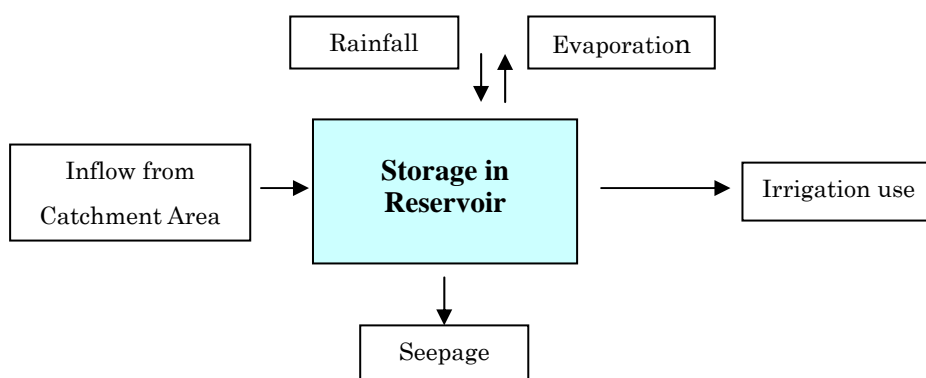 Rainfall
Evaporation
Inflow from
Catchment Area
Storage in
Reservoir
Irrigation use
Seepage